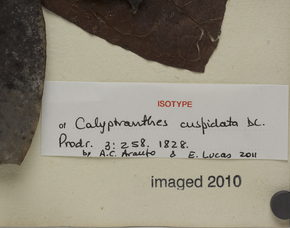 ISOTYPE
of Calyptranthes cuspidata DC.
Prodr. 3: 258. 1828.
by A.C. Araujo & E. Lucas 2011
imaged 2010